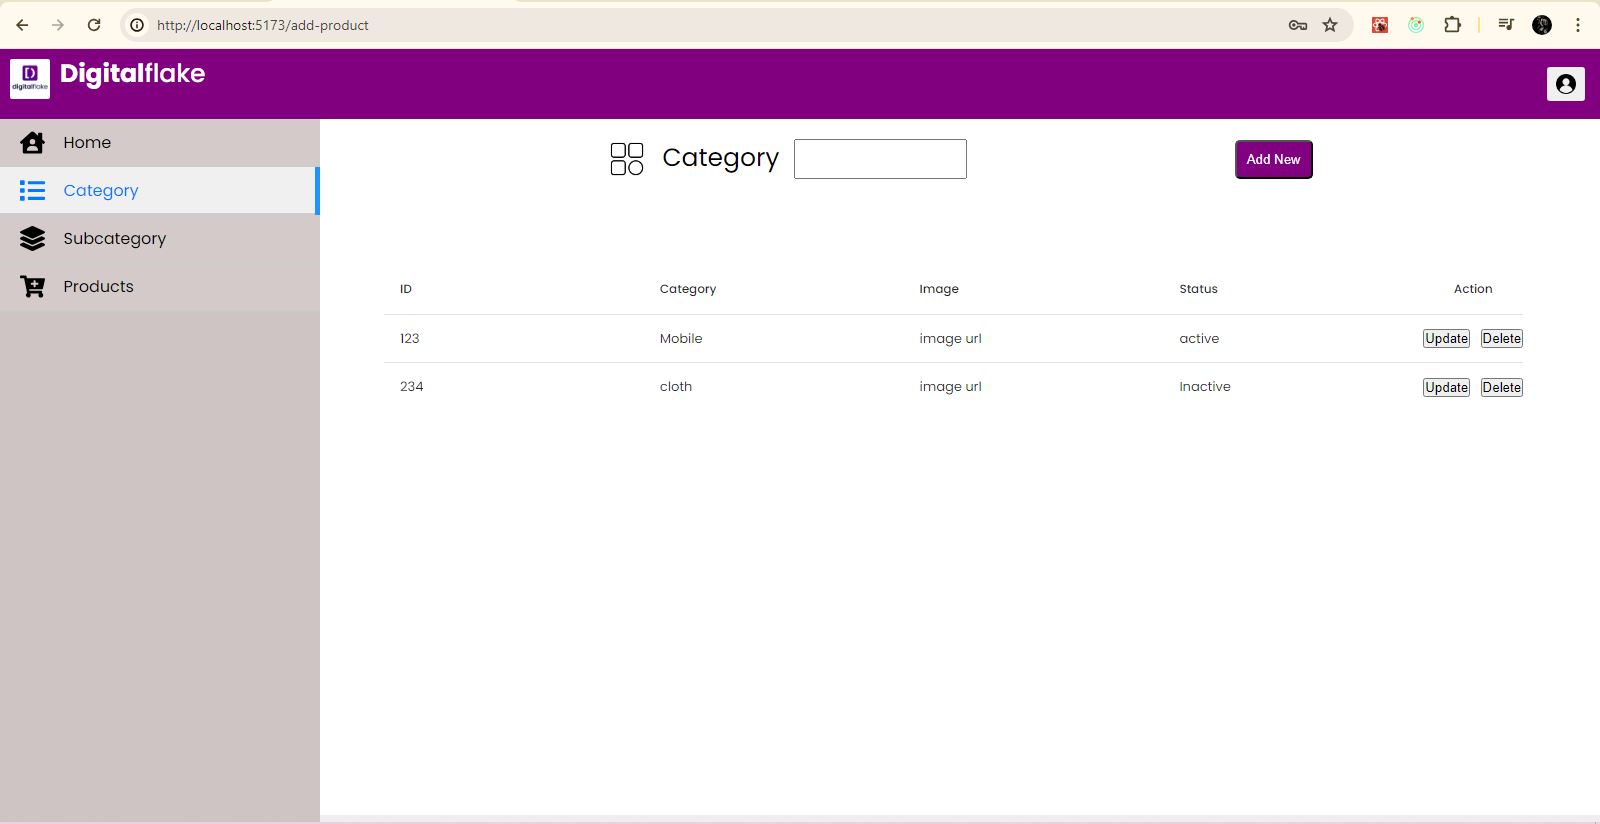 http://localhost:5173/add-product
digitalflake
Digitalflake
Home
Category
Subcategory
Products
Category
Add New
ID Category Image Status Action
123 Mobile image url active Update Delete
234 cloth image url Inactive Update Delete